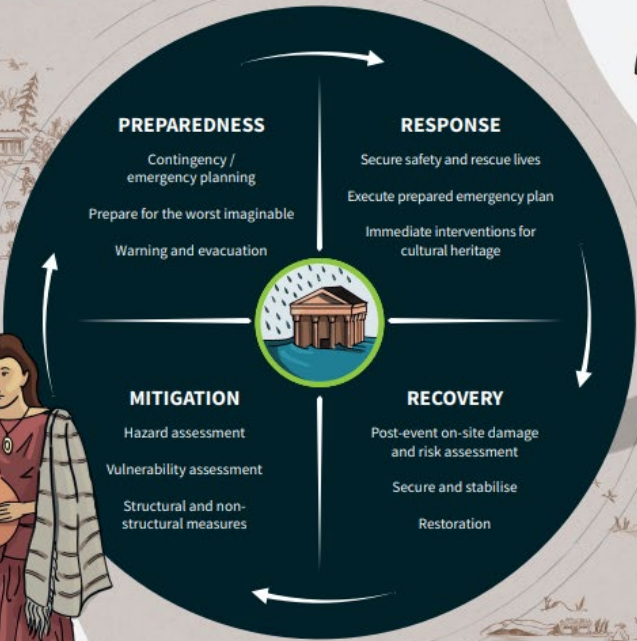 PREPAREDNESS
Contingency /
emergency planning
Prepare for the worst imaginable
Warning and evacuation
RESPONSE
Secure safety and rescue lives
Execute prepared emergency plan
Immediate interventions for
cultural heritage
MITIGATION
Hazard assessment
Vulnerability assessment
Structural and non-
structural measures
RECOVERY
Post-event on-site damage
and risk assessment
Secure and stabilise
Restoration